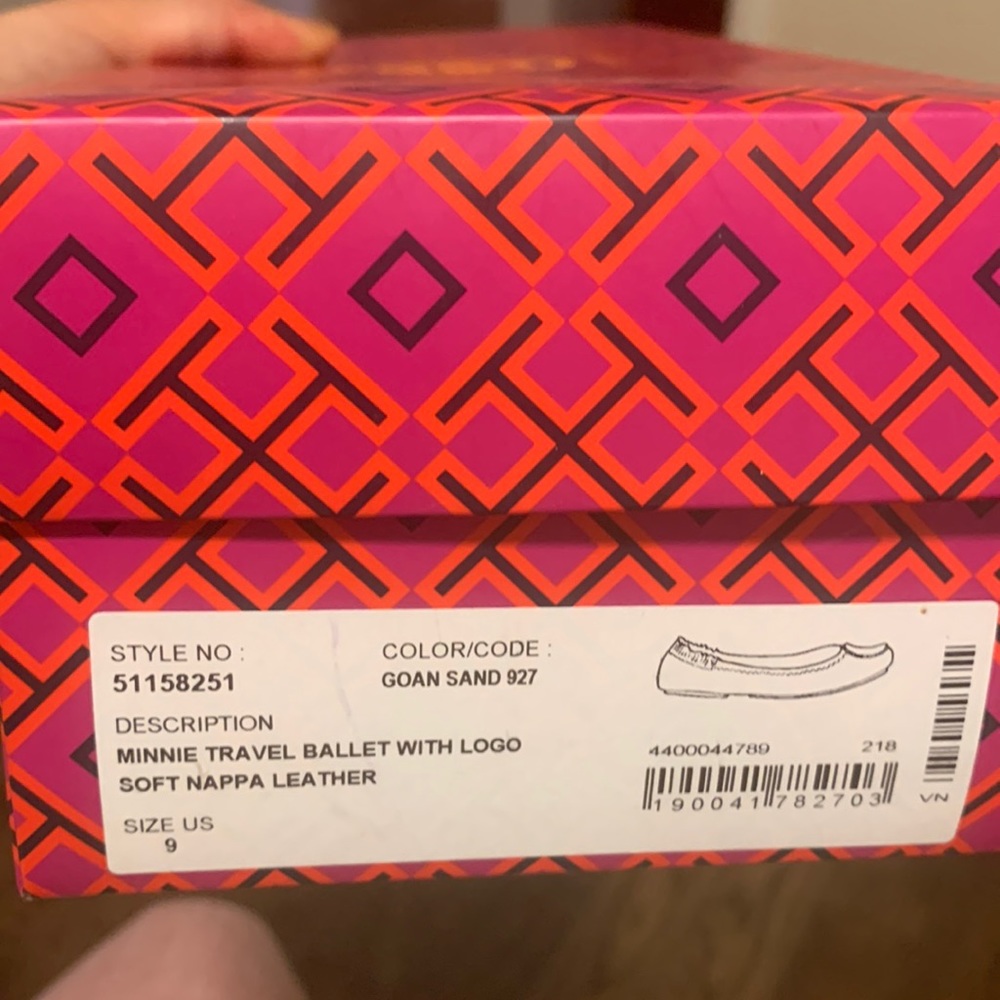 STYLE NO :
51158251
COLOR/CODE :
GOAN SAND 927
DESCRIPTION
MINNIE TRAVEL BALLET WITH LOGO
SOFT NAPPA LEATHER
SIZE US
9
4400044789 218
190041782703
VN